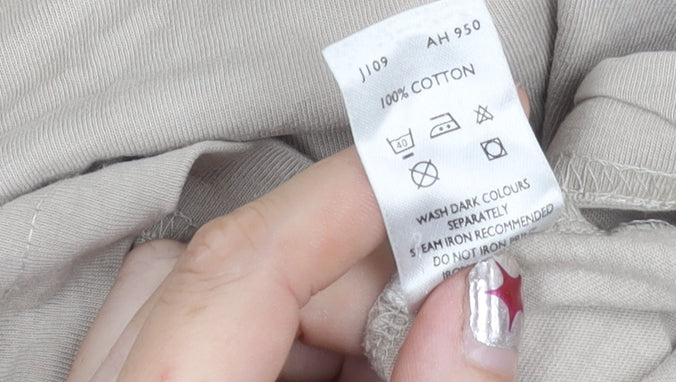 J109 AH 950
100% COTTON
40
WASH DARK COLOURS
SEPARATELY
STEAM IRON RECOMMENDED
DO NOT IRON